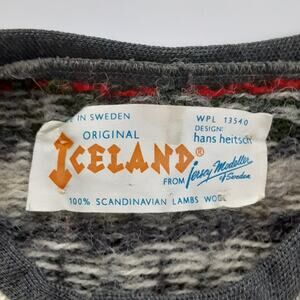 E IN SWEDEN
WPL 13540
ORIGINAL
DESIGN:
hans heitsch
ICELAND®
FROM Jersey Modeller
of Sweden
100% SCANDINAVIAN LAMBS WOOL